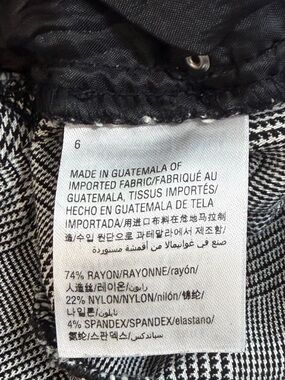 6
MADE IN GUATEMALA OF
IMPORTED FABRIC/FABRIQUÉ AU
GUATEMALA, TISSUS IMPORTÉS/
HECHO EN GUATEMALA DE TELA
IMPORTADA/用进口布料在危地马拉制
造/수입 원단으로 과테말라에서 제조함/
صنع في غواتيمالا من أقمشة مستوردة
74% RAYON/RAYONNE/rayón/
人造丝/레이온/رايون
22% NYLON/NYLON/nilón/锦纶/
나일론/نايلون
4% SPANDEX/SPANDEX/elastano/
氨纶/스판덱스/سباندكس